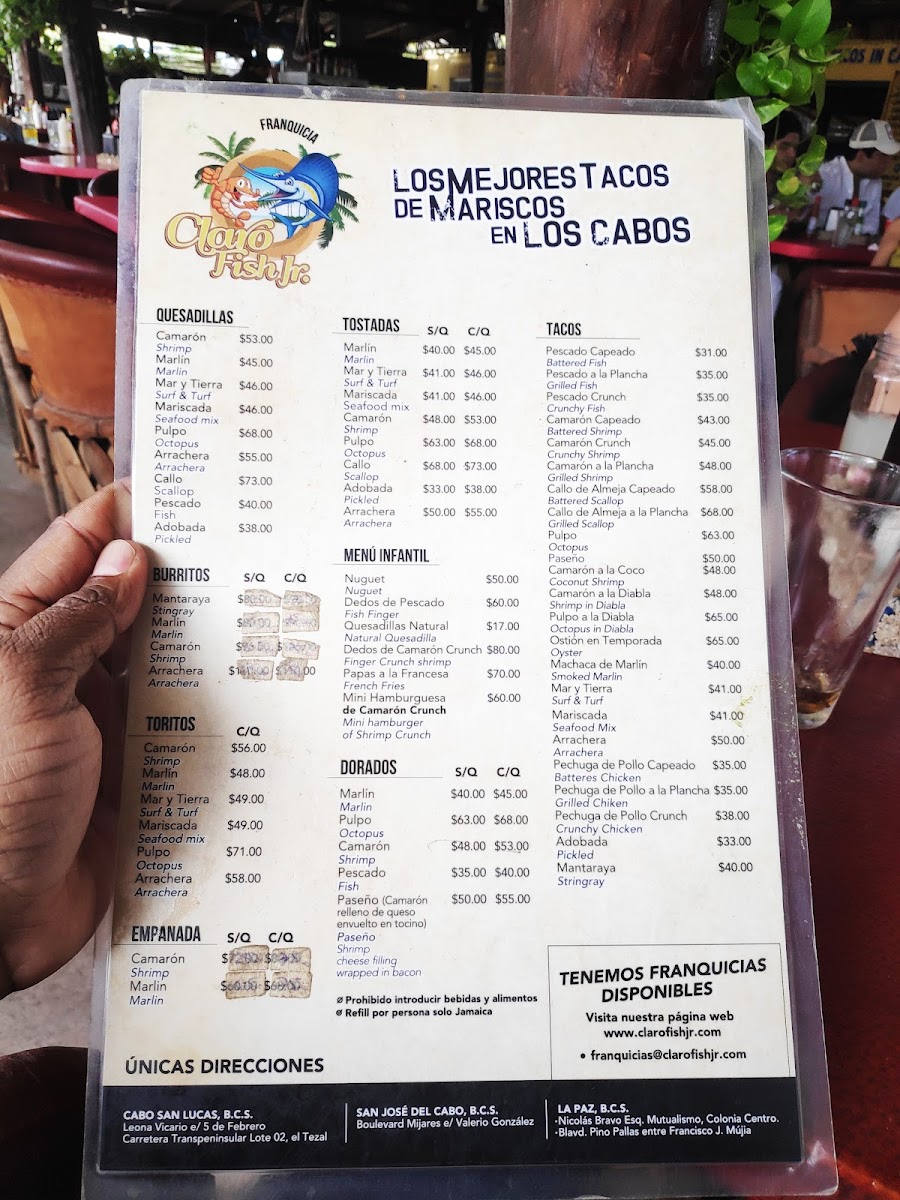 FRANQUICIA
Claro
Fish Jr.
LOS MEJORES TACOS
DE MARISCOS
EN LOS CABOS
QUESADILLAS
Camarón $53.00
Shrimp
Marlín $45.00
Marlin
Mar y Tierra $46.00
Surf & Turf
Mariscada $46.00
Seafood mix
Pulpo $68.00
Octopus
Arrachera $55.00
Arrachera
Callo $73.00
Scallop
Pescado $40.00
Fish
Adobada $38.00
Pickled
BURRITOS S/Q C/Q
Mantaraya
Stingray
Marlín
Marlin
Camarón
Shrimp
Arrachera
Arrachera
TORITOS C/Q
Camarón $56.00
Shrimp
Marlín $48.00
Marlin
Mar y Tierra $49.00
Surf & Turf
Mariscada $49.00
Seafood mix
Pulpo $71.00
Octopus
Arrachera $58.00
Arrachera
EMPANADA S/Q C/Q
Camarón
Shrimp
Marlin
Marlin
TOSTADAS S/Q C/Q
Marlín $40.00 $45.00
Marlin
Mar y Tierra $41.00 $46.00
Surf & Turf
Mariscada $41.00 $46.00
Seafood mix
Camarón $48.00 $53.00
Shrimp
Pulpo $63.00 $68.00
Octopus
Callo $68.00 $73.00
Scallop
Adobada $33.00 $38.00
Pickled
Arrachera $50.00 $55.00
Arrachera
MENÚ INFANTIL
Nuguet $50.00
Nuguet
Dedos de Pescado $60.00
Fish Finger
Quesadillas Natural $17.00
Natural Quesadilla
Dedos de Camarón Crunch $80.00
Finger Crunch shrimp
Papas a la Francesa $70.00
French Fries
Mini Hamburguesa $60.00
de Camarón Crunch
Mini hamburger
of Shrimp Crunch
DORADOS S/Q C/Q
Marlín $40.00 $45.00
Marlin
Pulpo $63.00 $68.00
Octopus
Camarón $48.00 $53.00
Shrimp
Pescado $35.00 $40.00
Fish
Paseño (Camarón $50.00 $55.00
relleno de queso
envuelto en tocino)
Paseño
Shrimp
cheese filling
wrapped in bacon
Prohibido introducir bebidas y alimentos
Refill por persona solo Jamaica
TACOS
Pescado Capeado $31.00
Battered Fish
Pescado a la Plancha $35.00
Grilled Fish
Pescado Crunch $35.00
Crunchy Fish
Camarón Capeado $43.00
Battered Shrimp
Camarón Crunch $45.00
Crunchy Shrimp
Camarón a la Plancha $48.00
Grilled Shrimp
Callo de Almeja Capeado $58.00
Battered Scallop
Callo de Almeja a la Plancha $68.00
Grilled Scallop
Pulpo $63.00
Octopus
Paseño $50.00
Camarón a la Coco $48.00
Coconut Shrimp
Camarón a la Diabla $48.00
Shrimp in Diabla
Pulpo a la Diabla $65.00
Octopus in Diabla
Ostión en Temporada $65.00
Oyster
Machaca de Marlín $40.00
Smoked Marlin
Mar y Tierra $41.00
Surf & Turf
Mariscada $41.00
Seafood Mix
Arrachera $50.00
Arrachera
Pechuga de Pollo Capeado $35.00
Batteres Chicken
Pechuga de Pollo a la Plancha $35.00
Grilled Chiken
Pechuga de Pollo Crunch $38.00
Crunchy Chicken
Adobada $33.00
Pickled
Mantaraya $40.00
Stringray
TENEMOS FRANQUICIAS
DISPONIBLES
Visita nuestra página web
www.clarofishjr.com
• franquicias@clarofishjr.com
ÚNICAS DIRECCIONES
CABO SAN LUCAS, B.C.S.
Leona Vicario e/ 5 de Febrero
Carretera Transpeninsular Lote 02, el Tezal
SAN JOSÉ DEL CABO, B.C.S.
Boulevard Mijares e/ Valerio González
LA PAZ, B.C.S.
·Nicolás Bravo Esq. Mutualismo, Colonia Centro.
·Blavd. Pino Pallas entre Francisco J. Mújia